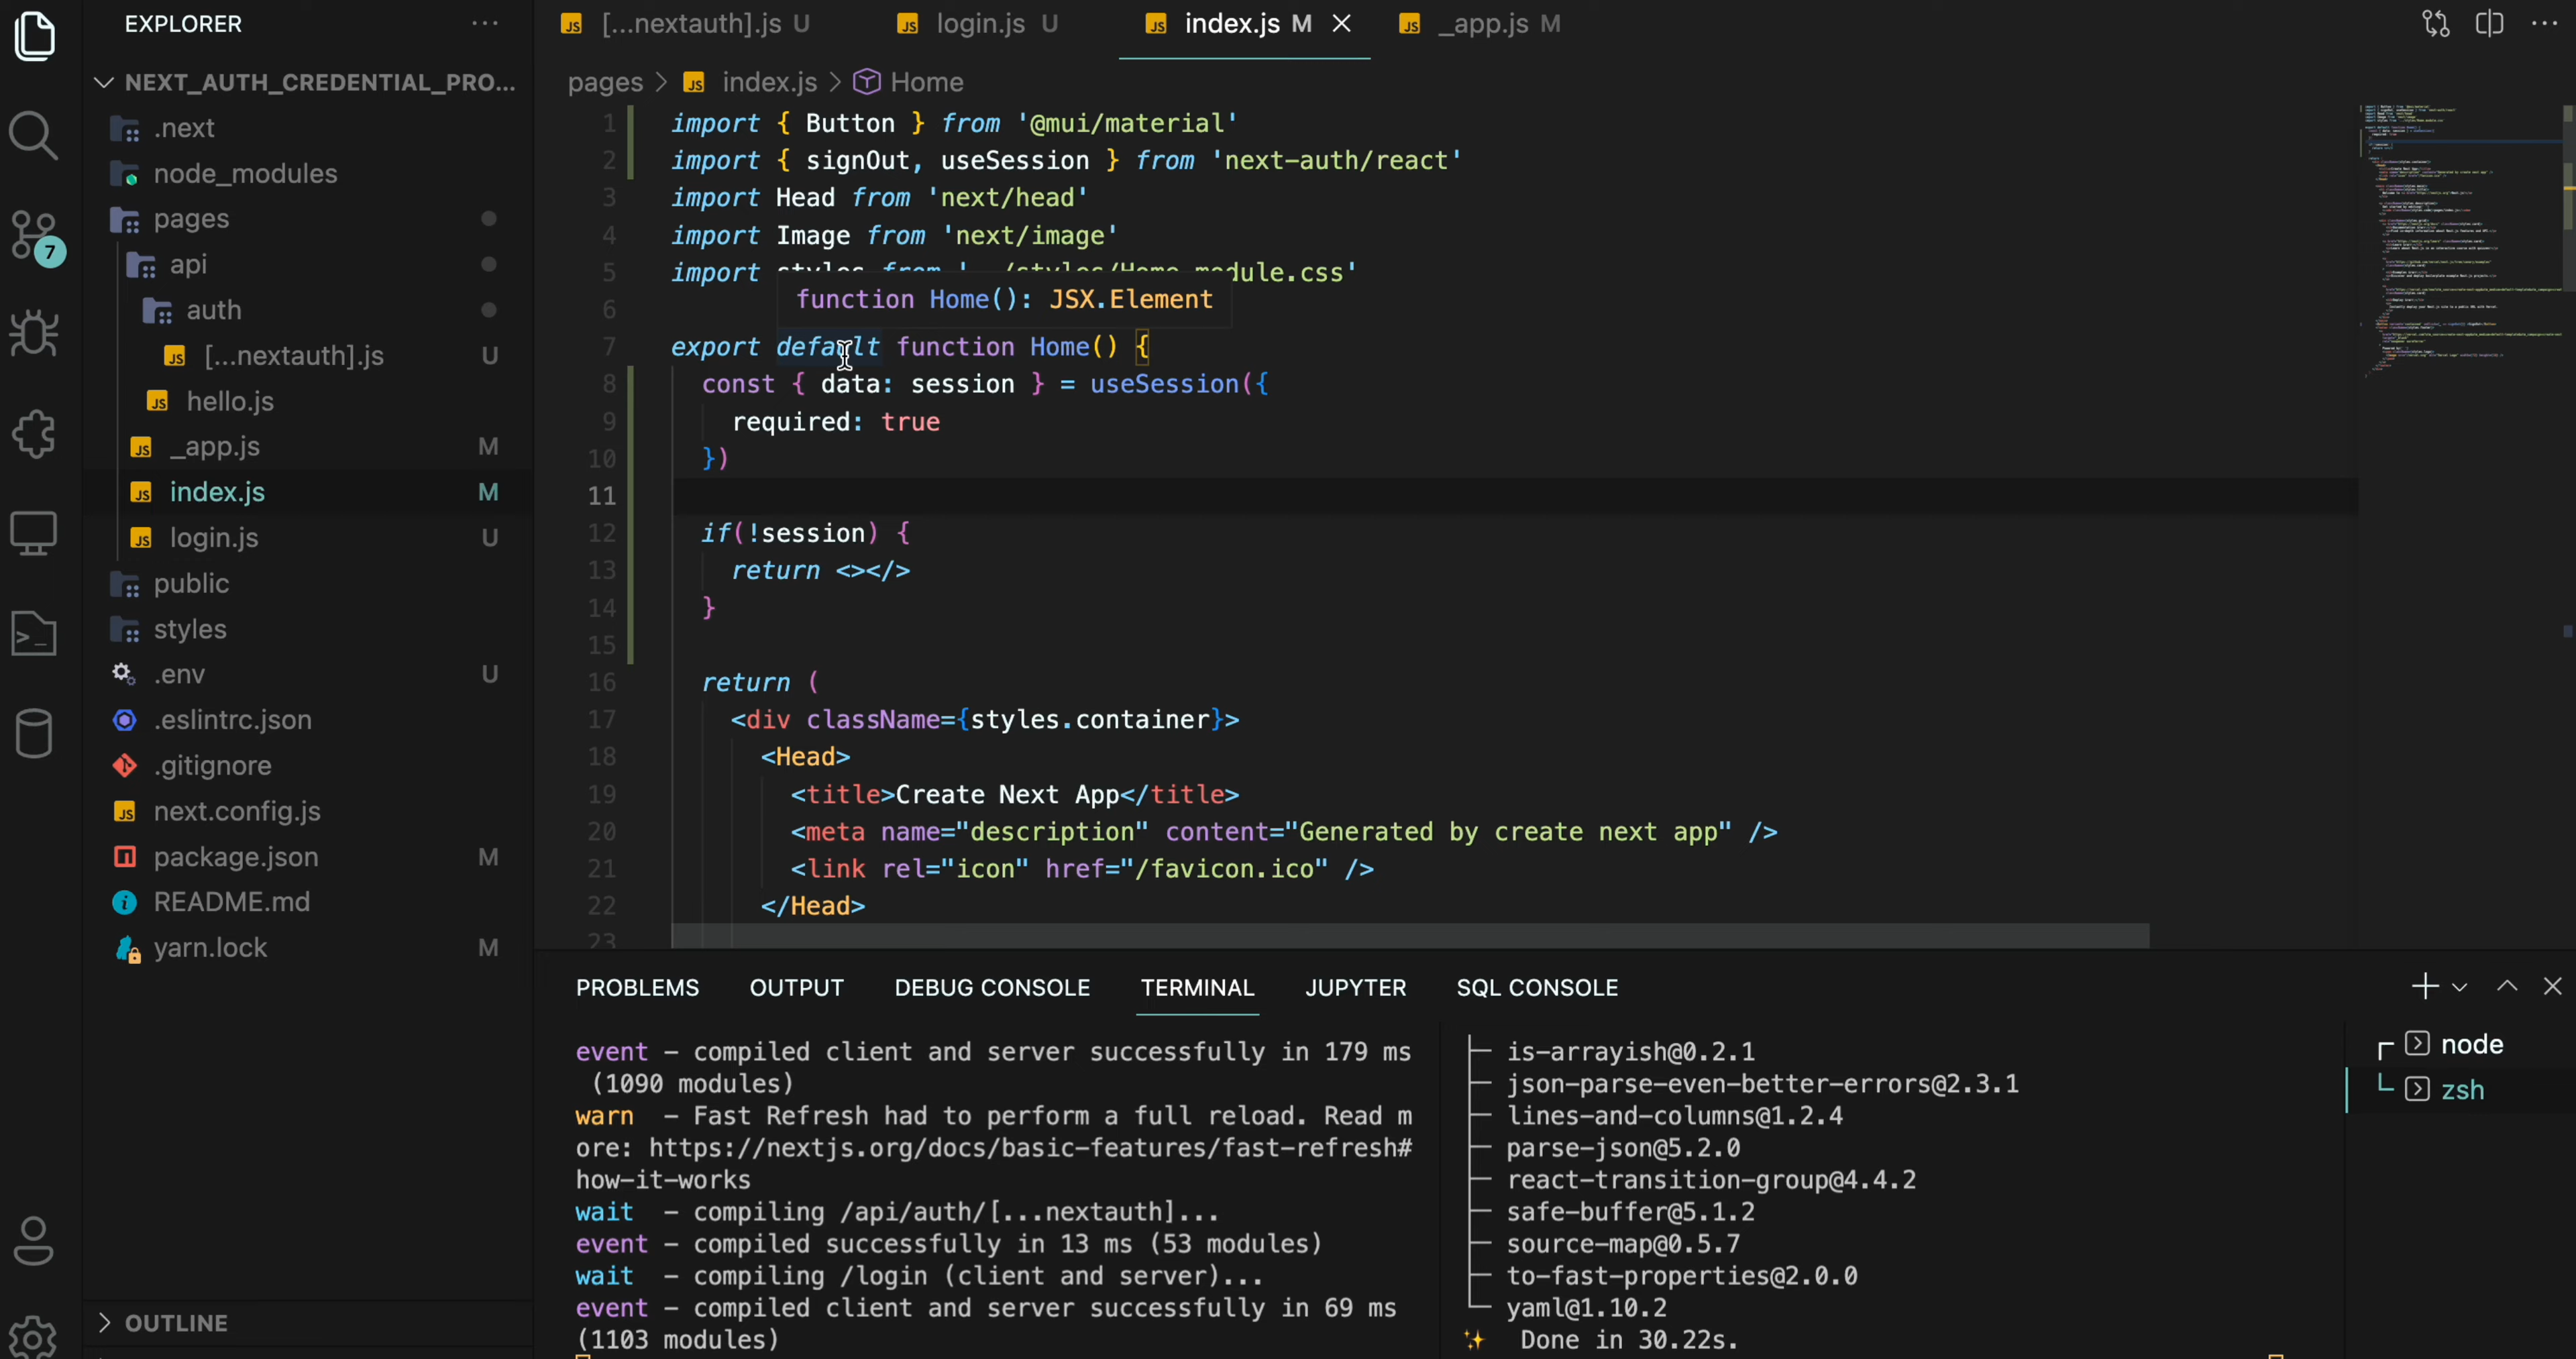 EXPLORER
NEXT_AUTH_CREDENTIAL_PRO...
.next
node_modules
pages
api
auth
[...nextauth].js U
hello.js
_app.js M
index.js M
login.js U
public
styles
.env U
.eslintrc.json
.gitignore
next.config.js
package.json M
README.md
yarn.lock M
OUTLINE
7
[...nextauth].js U
login.js U
index.js M
_app.js M
pages > index.js > Home
1 import { Button } from '@mui/material'
2 import { signOut, useSession } from 'next-auth/react'
3 import Head from 'next/head'
4 import Image from 'next/image'
5 import styles from '../styles/Home.module.css'
function Home(): JSX.Element
6
7 export default function Home() {
8 const { data: session } = useSession({
9 required: true
10 })
11
12 if(!session) {
13 return <></>
14 }
15
16 return (
17 <div className={styles.container}>
18 <Head>
19 <title>Create Next App</title>
20 <meta name="description" content="Generated by create next app" />
21 <link rel="icon" href="/favicon.ico" />
22 </Head>
23
PROBLEMS OUTPUT DEBUG CONSOLE TERMINAL JUPYTER SQL CONSOLE
event - compiled client and server successfully in 179 ms
(1090 modules)
warn - Fast Refresh had to perform a full reload. Read m
ore: https://nextjs.org/docs/basic-features/fast-refresh#
how-it-works
wait - compiling /api/auth/[...nextauth]...
event - compiled successfully in 13 ms (53 modules)
wait - compiling /login (client and server)...
event - compiled client and server successfully in 69 ms
(1103 modules)
├─ is-arrayish@0.2.1
├─ json-parse-even-better-errors@2.3.1
├─ lines-and-columns@1.2.4
├─ parse-json@5.2.0
├─ react-transition-group@4.4.2
├─ safe-buffer@5.1.2
├─ source-map@0.5.7
├─ to-fast-properties@2.0.0
└─ yaml@1.10.2
✨ Done in 30.22s.
node
zsh